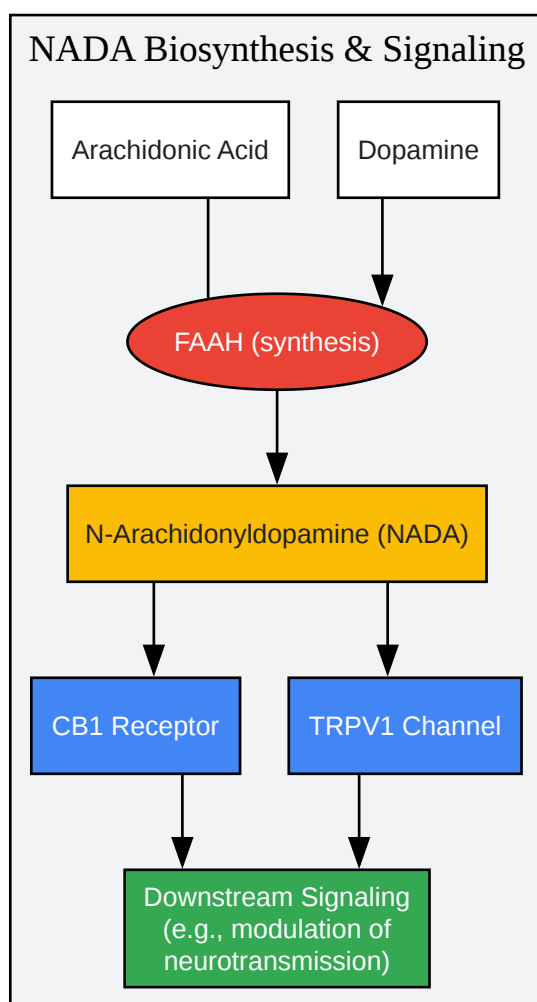 NADA Biosynthesis & Signaling
Arachidonic Acid
Dopamine
FAAH (synthesis)
N-Arachidonyldopamine (NADA)
CB1 Receptor
TRPV1 Channel
Downstream Signaling
(e.g., modulation of
neurotransmission)